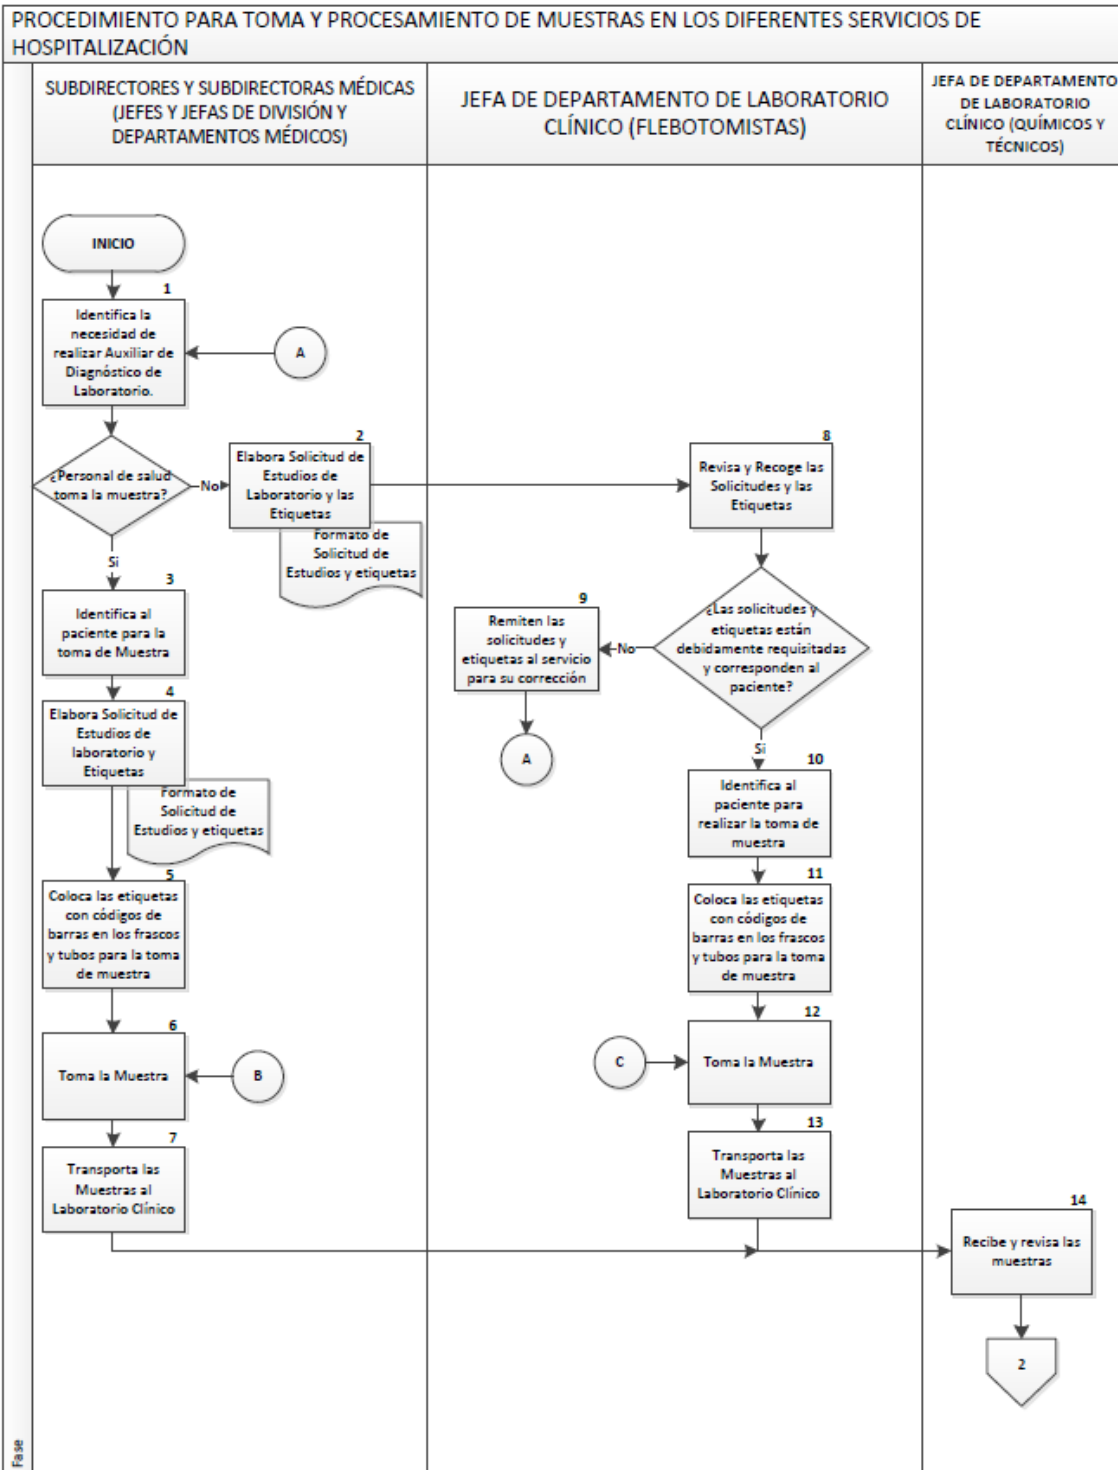 PROCEDIMIENTO PARA TOMA Y PROCESAMIENTO DE MUESTRAS EN LOS DIFERENTES SERVICIOS DE
HOSPITALIZACIÓN
SUBDIRECTORES Y SUBDIRECTORAS MÉDICAS
(JEFES Y JEFAS DE DIVISIÓN Y
DEPARTAMENTOS MÉDICOS)
JEFA DE DEPARTAMENTO DE LABORATORIO
CLÍNICO (FLEBOTOMISTAS)
JEFA DE DEPARTAMENTO
DE LABORATORIO
CLÍNICO (QUÍMICOS Y
TÉCNICOS)
INICIO
1
Identifica la
necesidad de
realizar Auxiliar de
Diagnóstico de
Laboratorio.
A
¿Personal de salud
toma la muestra?
No
2
Elabora Solicitud de
Estudios de
Laboratorio y las
Etiquetas
Formato de
Solicitud de
Estudios y etiquetas
Si
3
Identifica al
paciente para la
toma de Muestra
4
Elabora Solicitud de
Estudios de
laboratorio y
Etiquetas
Formato de
Solicitud de
Estudios y etiquetas
5
Coloca las etiquetas
con códigos de
barras en los frascos
y tubos para la toma
de muestra
6
Toma la Muestra
B
7
Transporta las
Muestras al
Laboratorio Clínico
8
Revisa y Recoge las
Solicitudes y las
Etiquetas
¿Las solicitudes y
etiquetas están
debidamente requisitadas
y corresponden al
paciente?
No
9
Remiten las
solicitudes y
etiquetas al servicio
para su corrección
A
Si
10
Identifica al
paciente para
realizar la toma de
muestra
11
Coloca las etiquetas
con códigos de
barras en los frascos
y tubos para la toma
de muestra
12
Toma la Muestra
C
13
Transporta las
Muestras al
Laboratorio Clínico
14
Recibe y revisa las
muestras
2
Fase